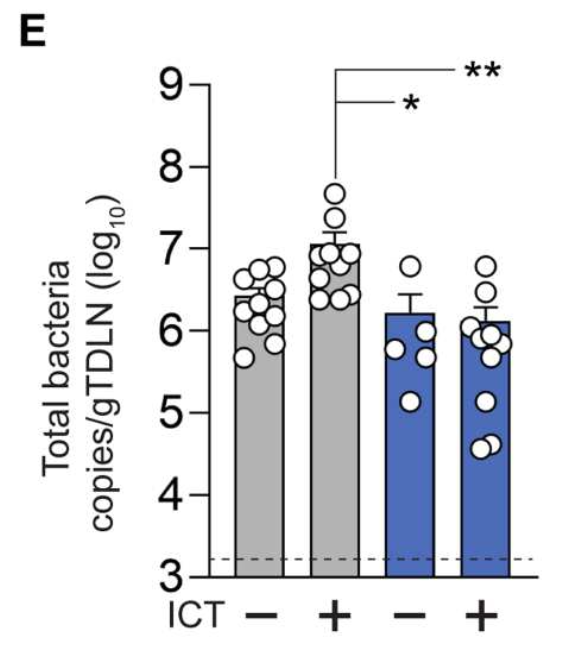 E
**
*
9
8
7
6
5
4
3
Total bacteria
copies/gTDLN (log10)
ICT − + − +